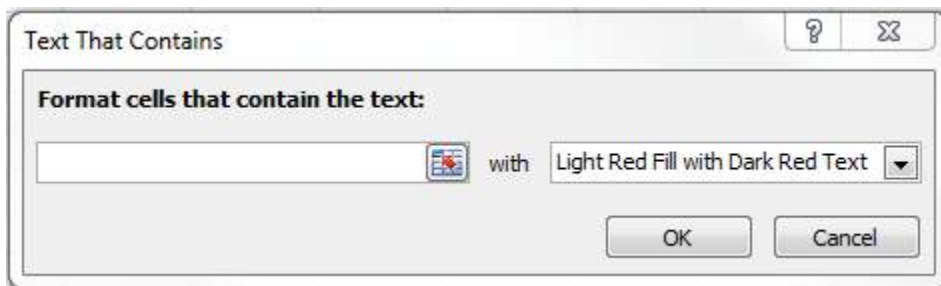 Text That Contains
Format cells that contain the text:
with Light Red Fill with Dark Red Text
OK Cancel